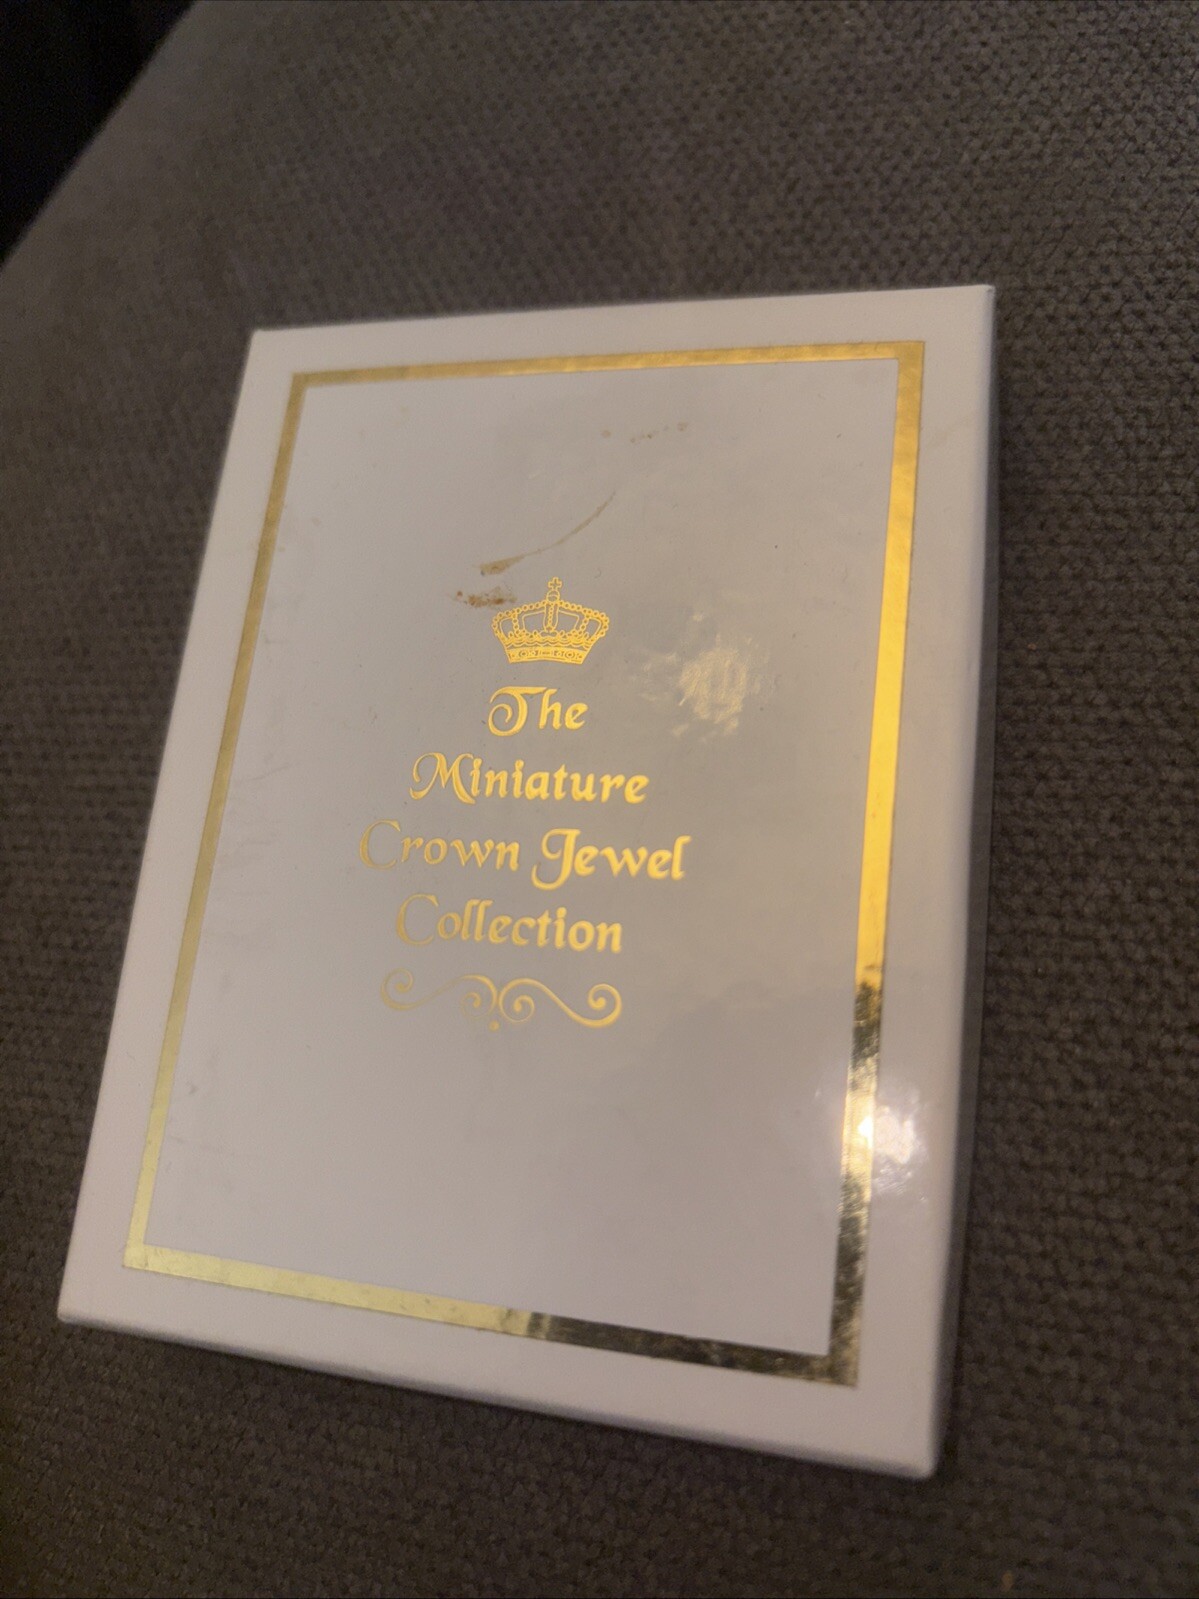 The
Miniature
Crown Jewel
Collection